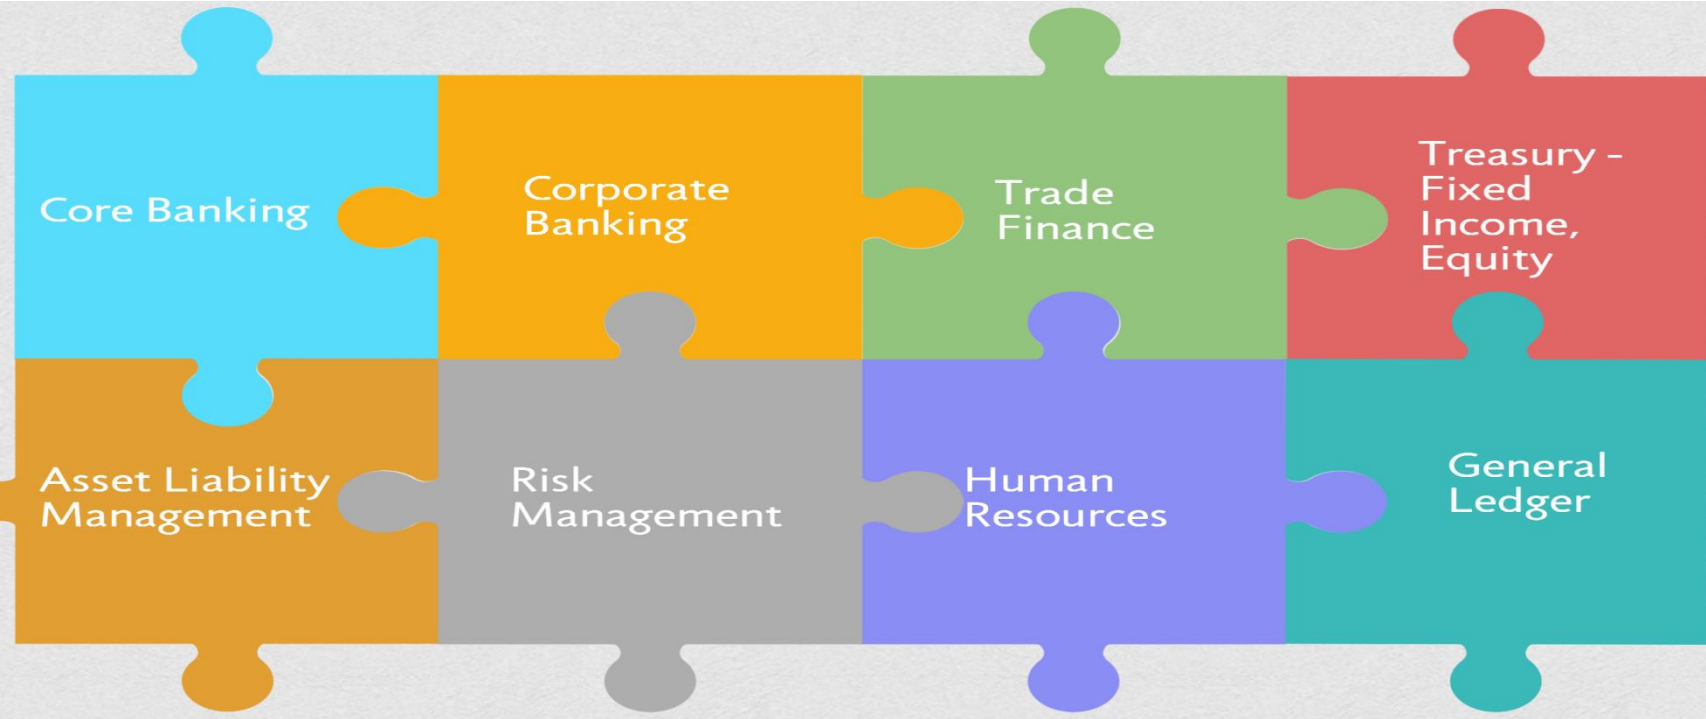 Core Banking
Corporate
Banking
Trade
Finance
Treasury -
Fixed
Income,
Equity
Asset Liability
Management
Risk
Management
Human
Resources
General
Ledger